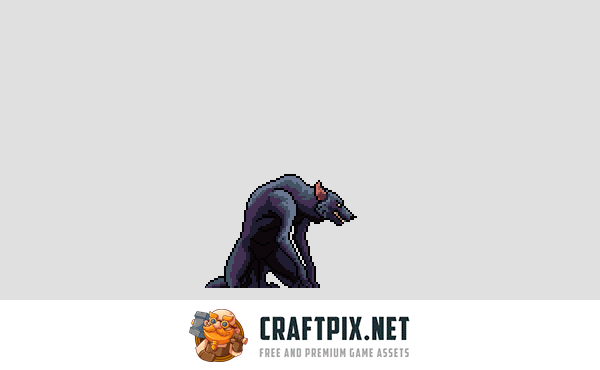 CRAFTPIX.NET
FREE AND PREMIUM GAME ASSETS